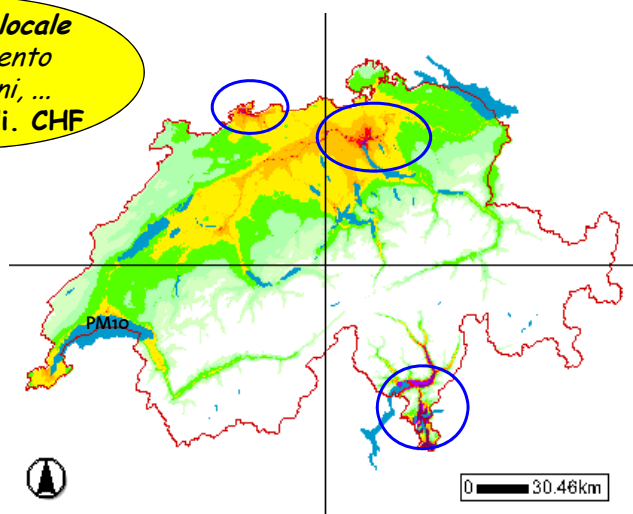 locale
ento
ni, ...
i. CHF
PM10
0 30.46km